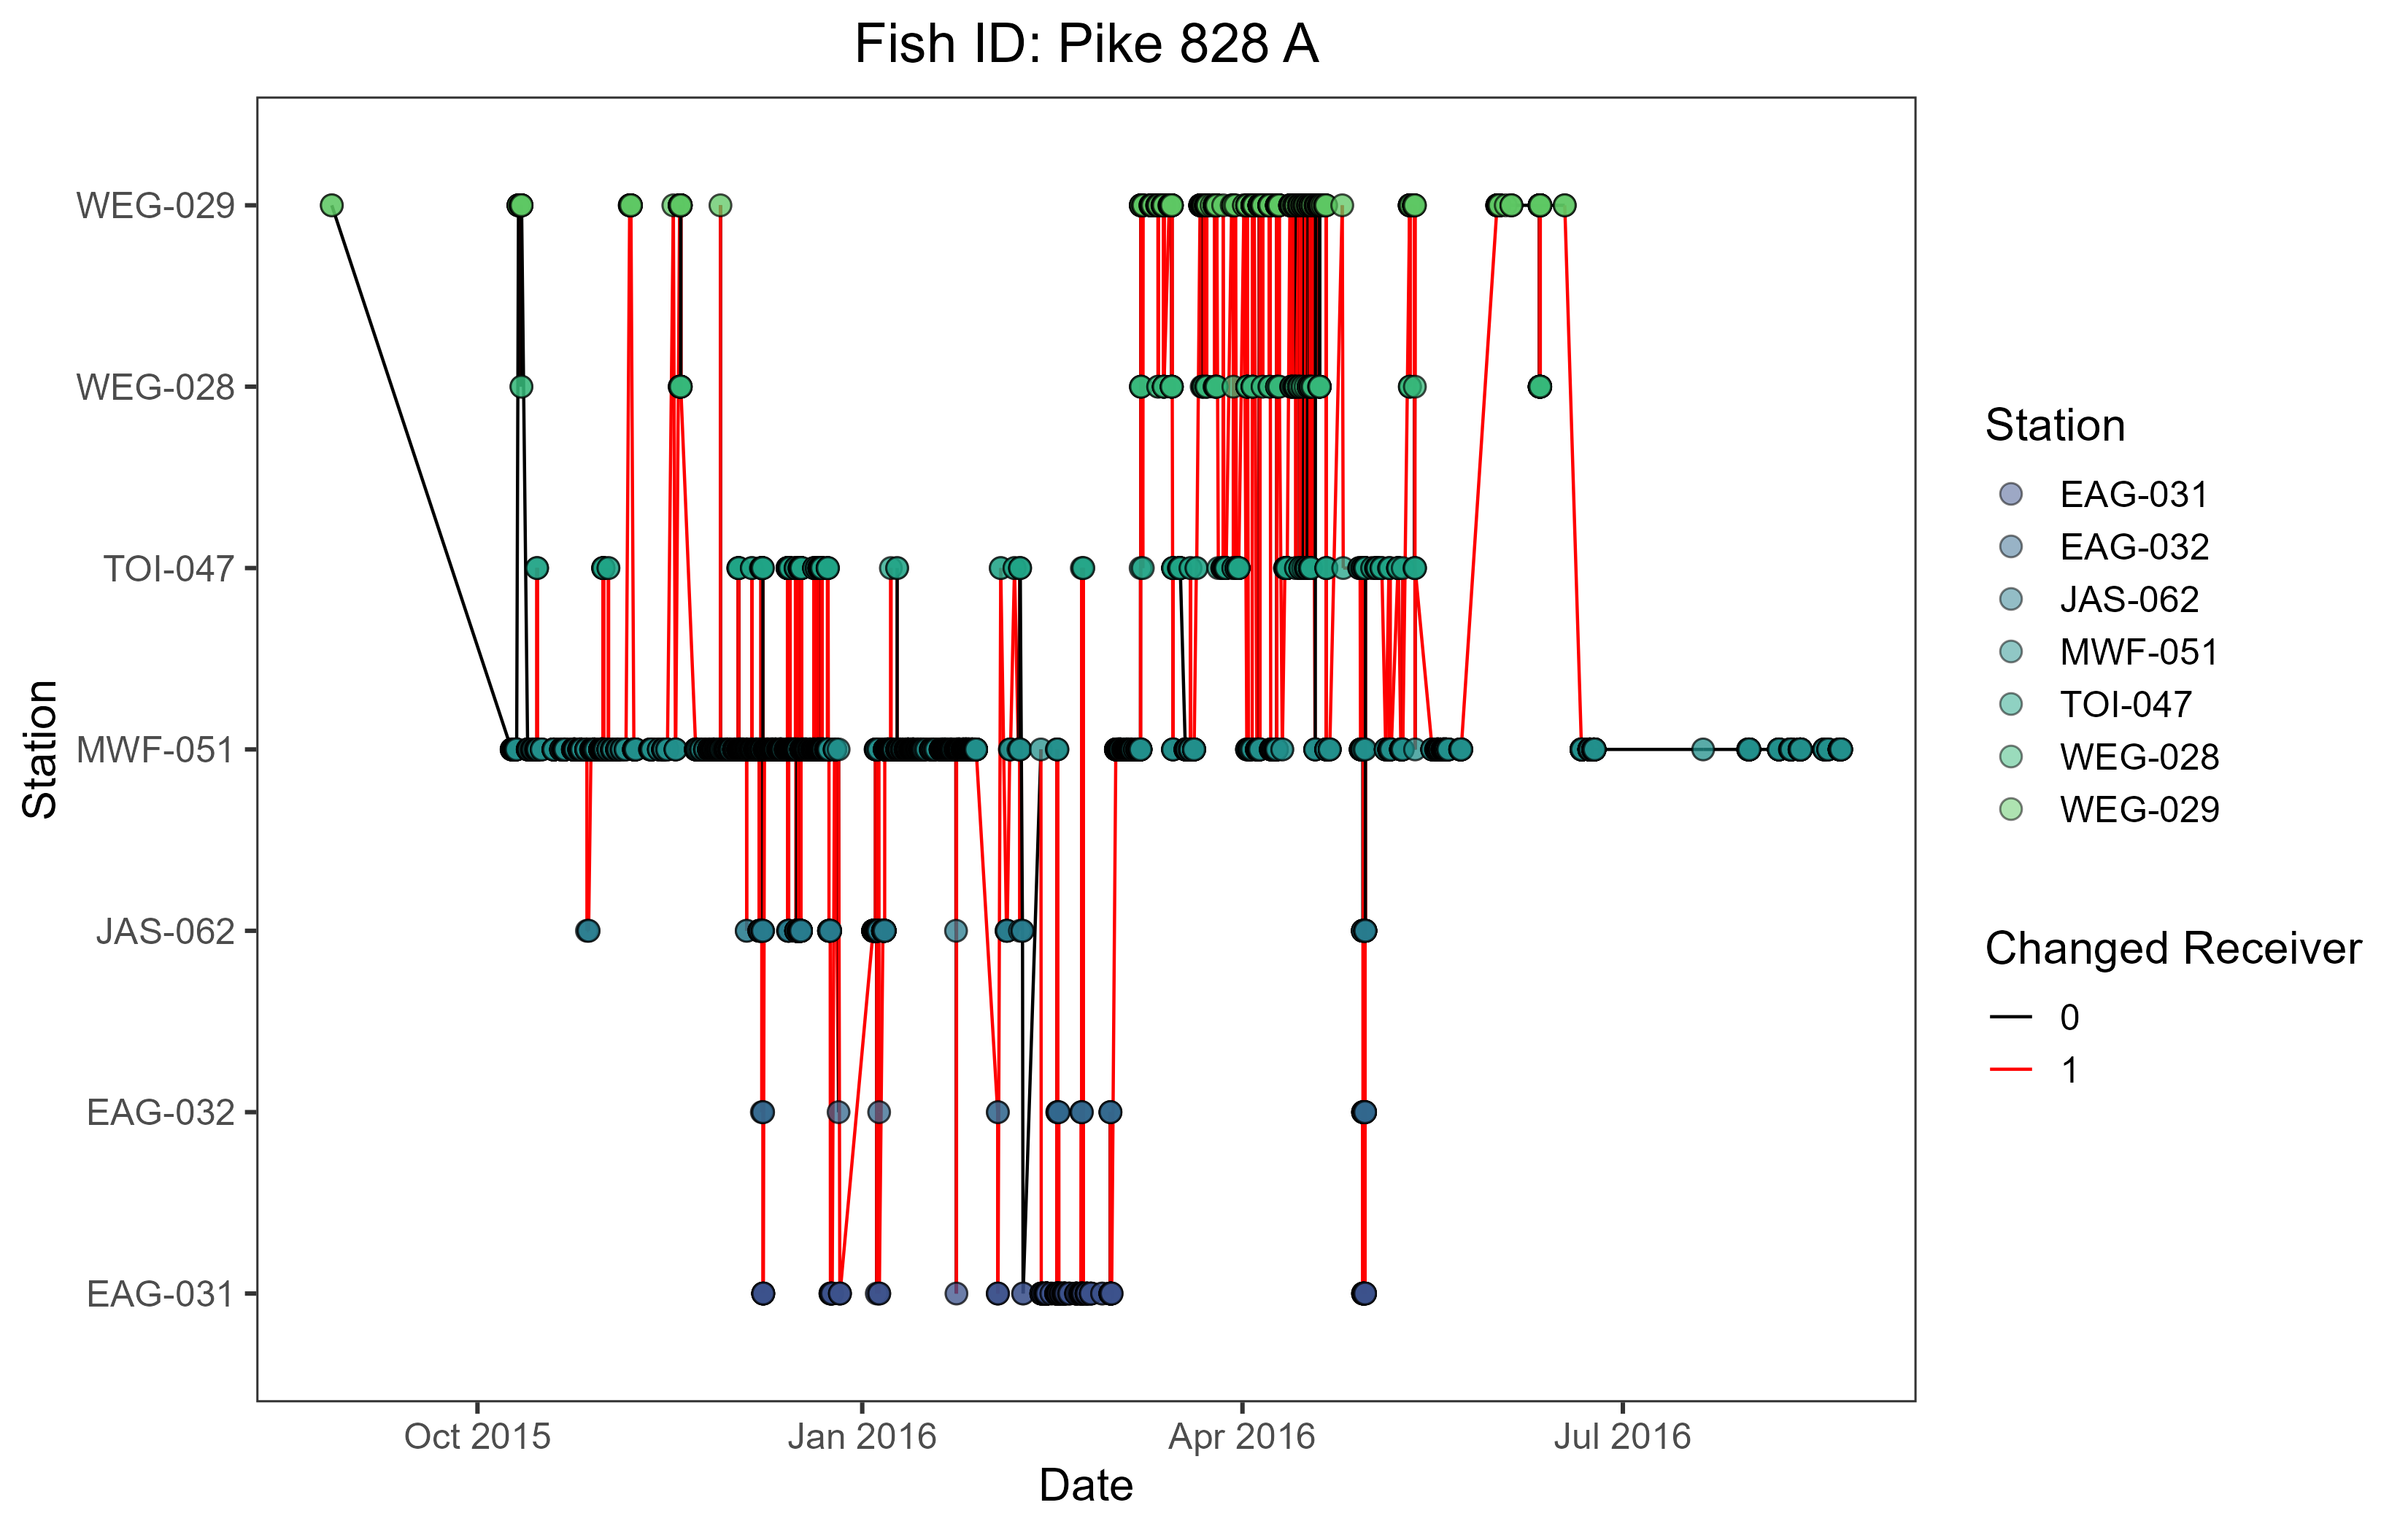 Fish ID: Pike 828 A
Station
WEG-029
WEG-028
TOI-047
MWF-051
JAS-062
EAG-032
EAG-031
Oct 2015
Jan 2016
Apr 2016
Jul 2016
Date
Station
EAG-031
EAG-032
JAS-062
MWF-051
TOI-047
WEG-028
WEG-029
Changed Receiver
0
1